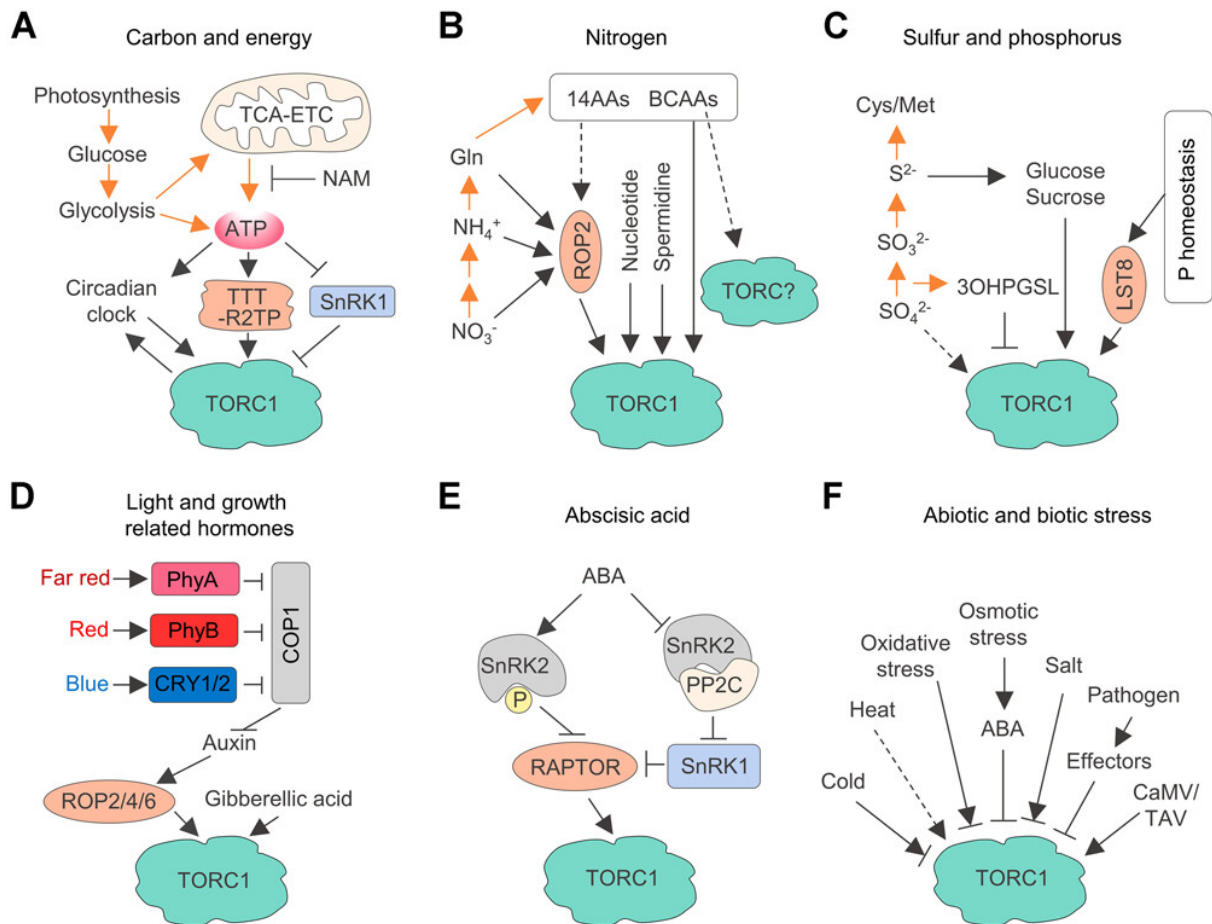 A
Carbon and energy
Photosynthesis
Glucose
Glycolysis
TCA-ETC
NAM
ATP
Circadian
clock
TTT
-R2TP
SnRK1
TORC1
B
Nitrogen
14AAs BCAAs
Gln
NH₄⁺
NO₃⁻
ROP2
Nucleotide
Spermidine
TORC?
TORC1
C
Sulfur and phosphorus
Cys/Met
S²⁻
SO₃²⁻
SO₄²⁻
3OHPGSL
Glucose
Sucrose
LST8
P homeostasis
TORC1
D
Light and growth
related hormones
Far red
PhyA
Red
PhyB
Blue
CRY1/2
COP1
Auxin
ROP2/4/6
Gibberellic acid
TORC1
E
Abscisic acid
ABA
SnRK2
P
SnRK2
PP2C
RAPTOR
SnRK1
TORC1
F
Abiotic and biotic stress
Cold
Heat
Oxidative
stress
Osmotic
stress
ABA
Salt
Pathogen
Effectors
CaMV/
TAV
TORC1